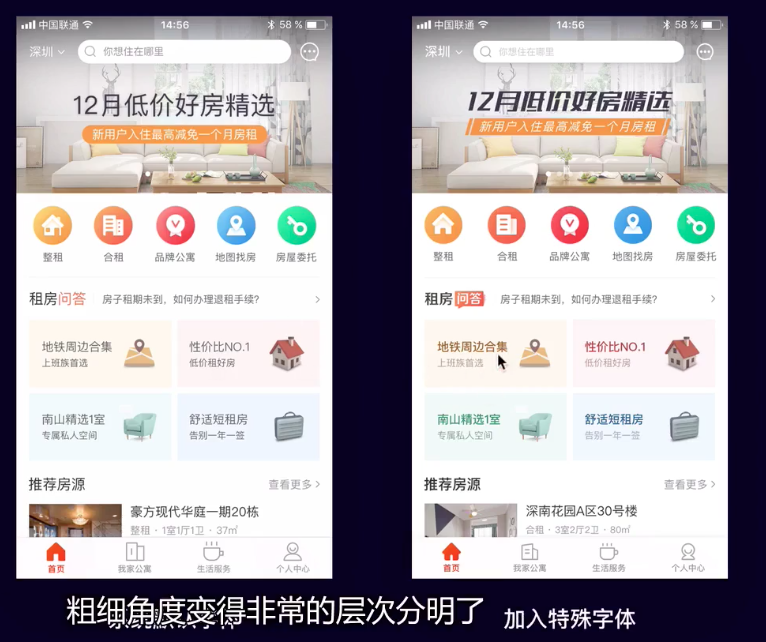 中国联通 14:56 58 %
深圳 你想住在哪里
12月低价好房精选
新用户入住最高减免一个月房租
整租 合租 品牌公寓 地图找房 房屋委托
租房问答 房子租期未到，如何办理退租手续?
地铁周边合集
上班族首选
性价比NO.1
低价租好房
南山精选1室
专属私人空间
舒适短租房
告别一年一签
推荐房源 查看更多
豪方现代华庭一期20栋
整租 · 1室1厅1卫 · 37㎡
首页 我家公寓 生活服务 个人中心
中国联通 14:56 58 %
深圳 你想住在哪里
12月低价好房精选
新用户入住最高减免一个月房租
整租 合租 品牌公寓 地图找房 房屋委托
租房问答 房子租期未到，如何办理退租手续?
地铁周边合集
上班族首选
性价比NO.1
低价租好房
南山精选1室
专属私人空间
舒适短租房
告别一年一签
推荐房源 查看更多
深南花园A区30号楼
合租 · 3室2厅2卫 · 80㎡
首页 我家公寓 生活服务 个人中心
粗细角度变得非常的层次分明了
加入特殊字体